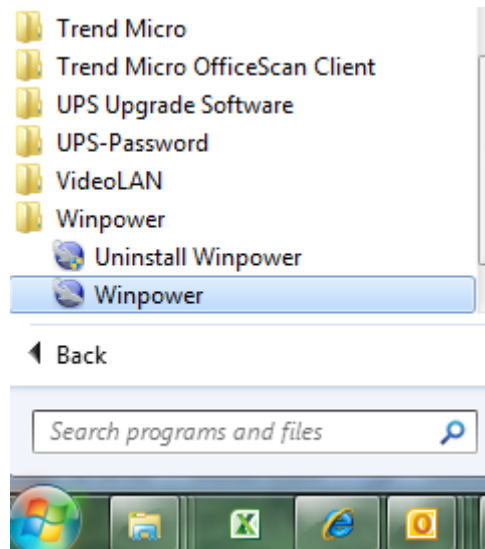 Trend Micro
Trend Micro OfficeScan Client
UPS Upgrade Software
UPS-Password
VideoLAN
Winpower
Uninstall Winpower
Winpower
Back
Search programs and files